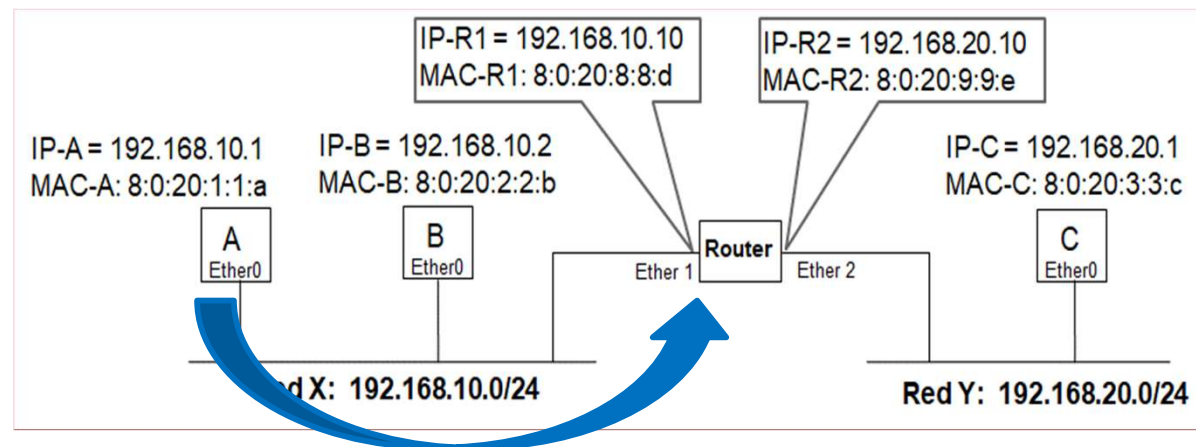 IP-R1 = 192.168.10.10
MAC-R1: 8:0:20:8:8:d
IP-R2 = 192.168.20.10
MAC-R2: 8:0:20:9:9:e
IP-A = 192.168.10.1
MAC-A: 8:0:20:1:1:a
IP-B = 192.168.10.2
MAC-B: 8:0:20:2:2:b
IP-C = 192.168.20.1
MAC-C: 8:0:20:3:3:c
A
Ether0
B
Ether0
Ether 1
Router
Ether 2
C
Ether0
X: 192.168.10.0/24
Red Y: 192.168.20.0/24